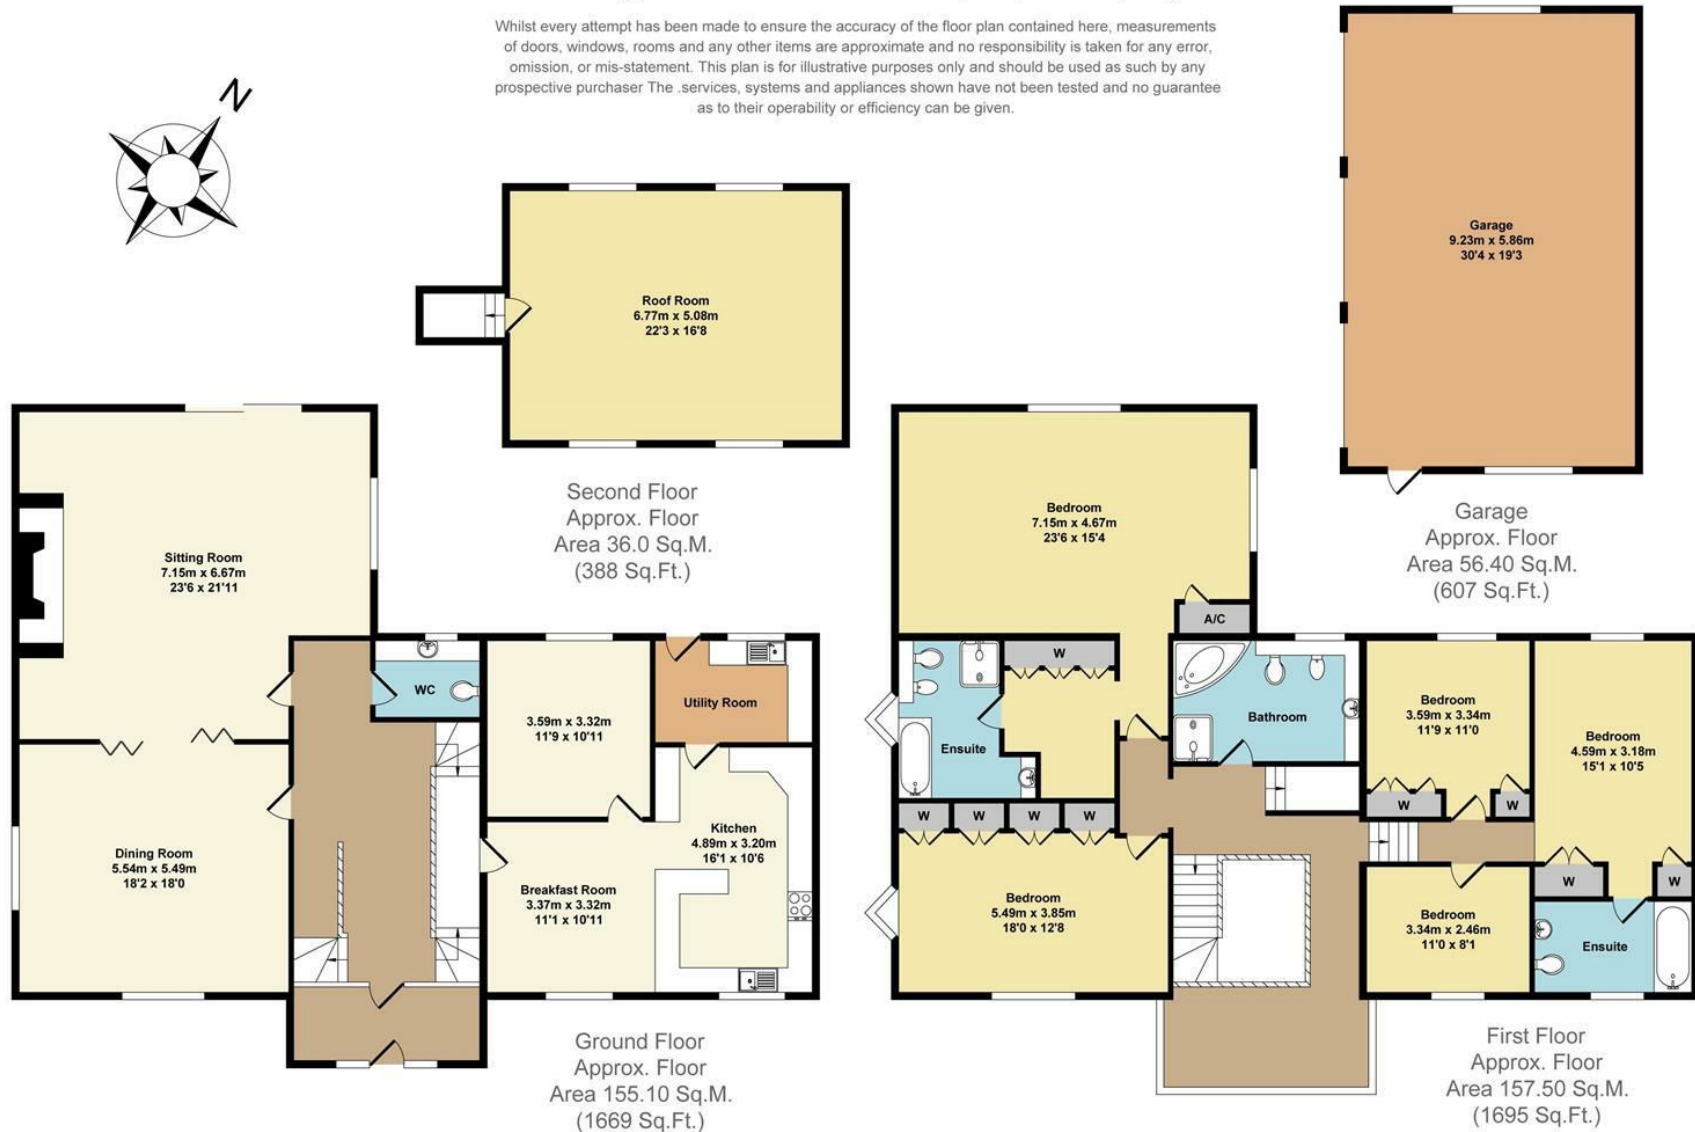 Whilst every attempt has been made to ensure the accuracy of the floor plan contained here, measurements
of doors, windows, rooms and any other items are approximate and no responsibility is taken for any error,
omission, or mis-statement. This plan is for illustrative purposes only and should be used as such by any
prospective purchaser The .services, systems and appliances shown have not been tested and no guarantee
as to their operability or efficiency can be given.
N
Roof Room
6.77m x 5.08m
22'3 x 16'8
Second Floor
Approx. Floor
Area 36.0 Sq.M.
(388 Sq.Ft.)
Garage
9.23m x 5.86m
30'4 x 19'3
Garage
Approx. Floor
Area 56.40 Sq.M.
(607 Sq.Ft.)
Sitting Room
7.15m x 6.67m
23'6 x 21'11
WC
3.59m x 3.32m
11'9 x 10'11
Utility Room
Dining Room
5.54m x 5.49m
18'2 x 18'0
Kitchen
4.89m x 3.20m
16'1 x 10'6
Breakfast Room
3.37m x 3.32m
11'1 x 10'11
Ground Floor
Approx. Floor
Area 155.10 Sq.M.
(1669 Sq.Ft.)
Bedroom
7.15m x 4.67m
23'6 x 15'4
A/C
W
Ensuite
Bathroom
Bedroom
3.59m x 3.34m
11'9 x 11'0
W
W
Bedroom
4.59m x 3.18m
15'1 x 10'5
W
W
W
W
W
W
Bedroom
5.49m x 3.85m
18'0 x 12'8
Bedroom
3.34m x 2.46m
11'0 x 8'1
Ensuite
First Floor
Approx. Floor
Area 157.50 Sq.M.
(1695 Sq.Ft.)